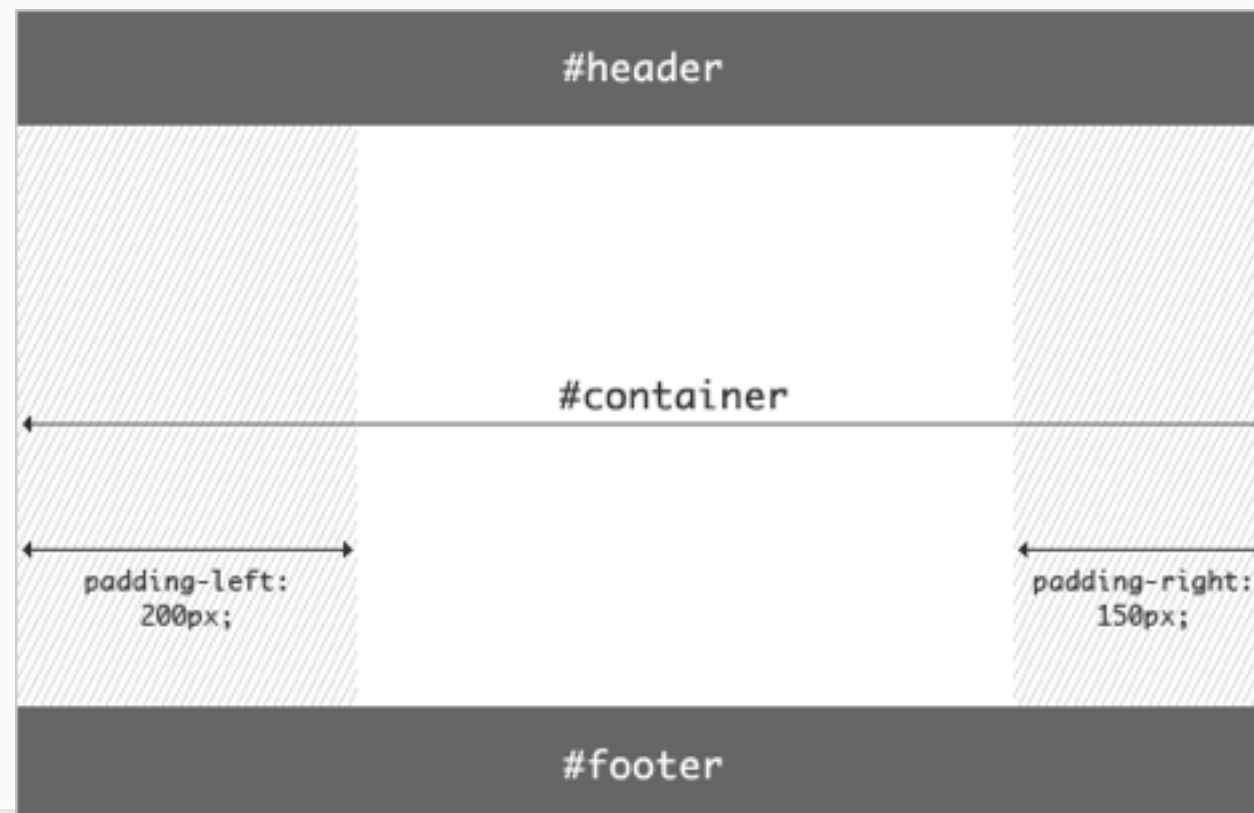 #header
#container
padding-left:
200px;
padding-right:
150px;
#footer